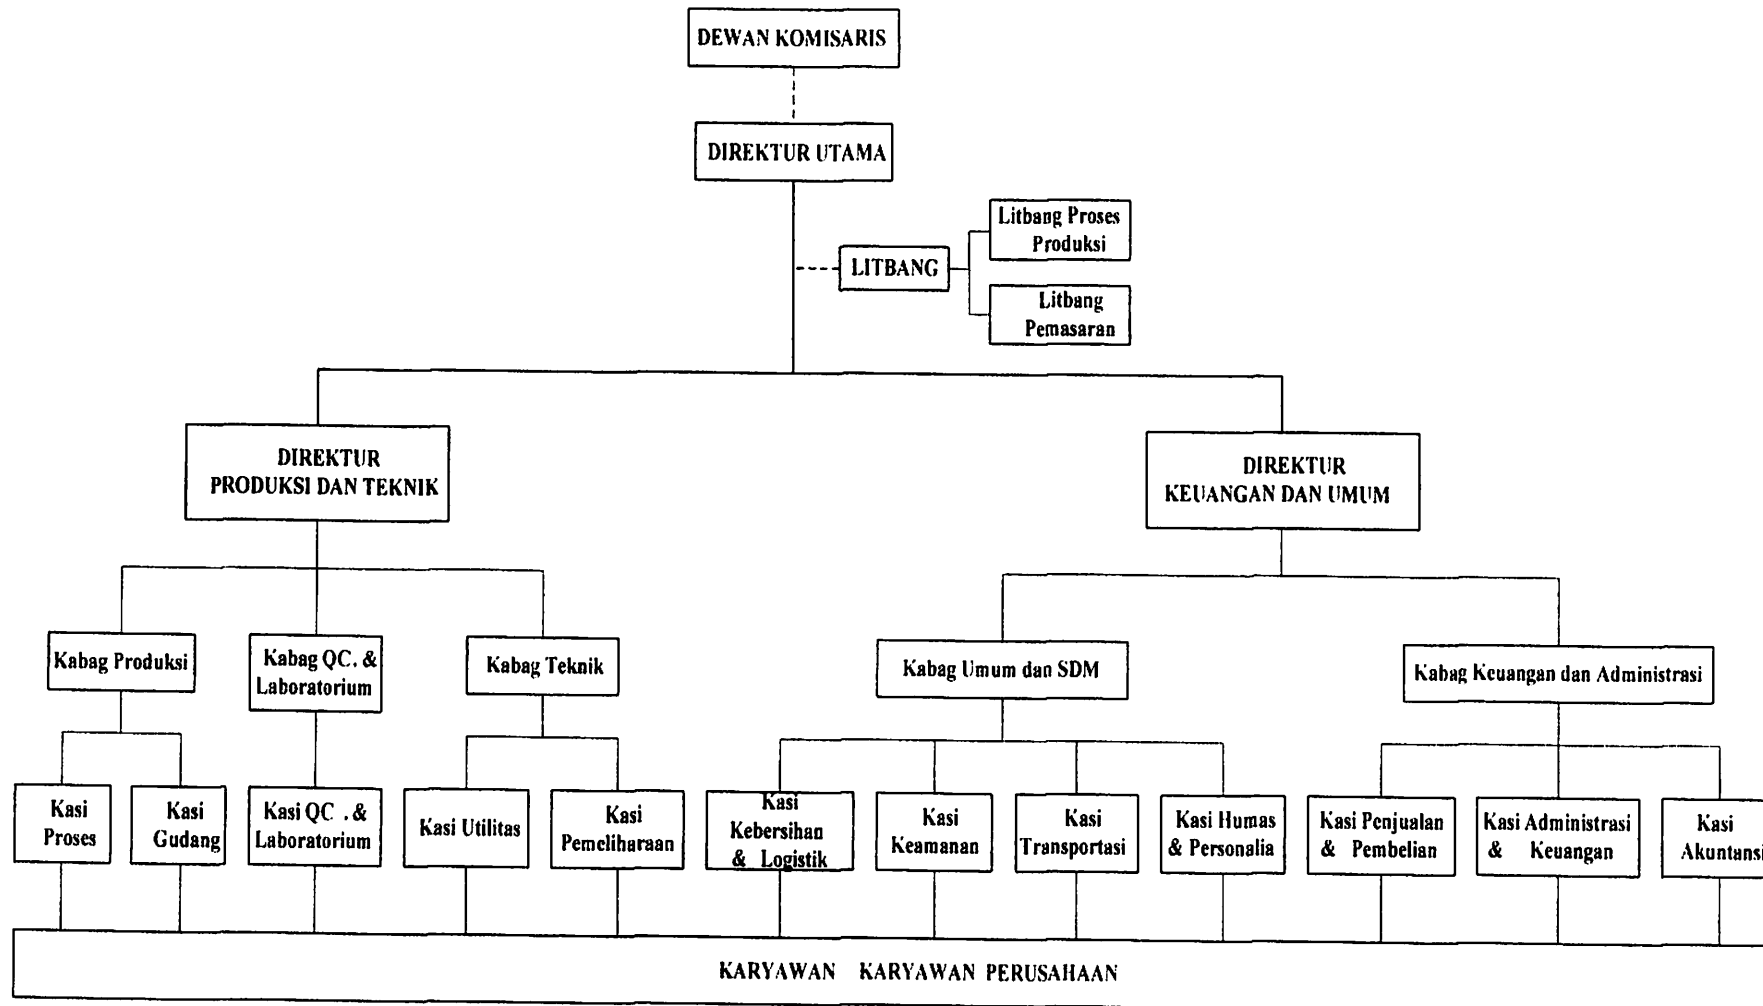 DEWAN KOMISARIS
DIREKTUR UTAMA
Litbang Proses
Produksi
LITBANG
Litbang
Pemasaran
DIREKTUR
PRODUKSI DAN TEKNIK
DIREKTUR
KEUANGAN DAN UMUM
Kabag Produksi
Kabag QC. &
Laboratorium
Kabag Teknik
Kabag Umum dan SDM
Kabag Keuangan dan Administrasi
Kasi
Proses
Kasi
Gudang
Kasi QC . &
Laboratorium
Kasi Utilitas
Kasi
Pemeliharaan
Kasi
Kebersihan
& Logistik
Kasi
Keamanan
Kasi
Transportasi
Kasi Humas
& Personalia
Kasi Penjualan
& Pembelian
Kasi Administrasi
& Keuangan
Kasi
Akuntansi
KARYAWAN KARYAWAN PERUSAHAAN